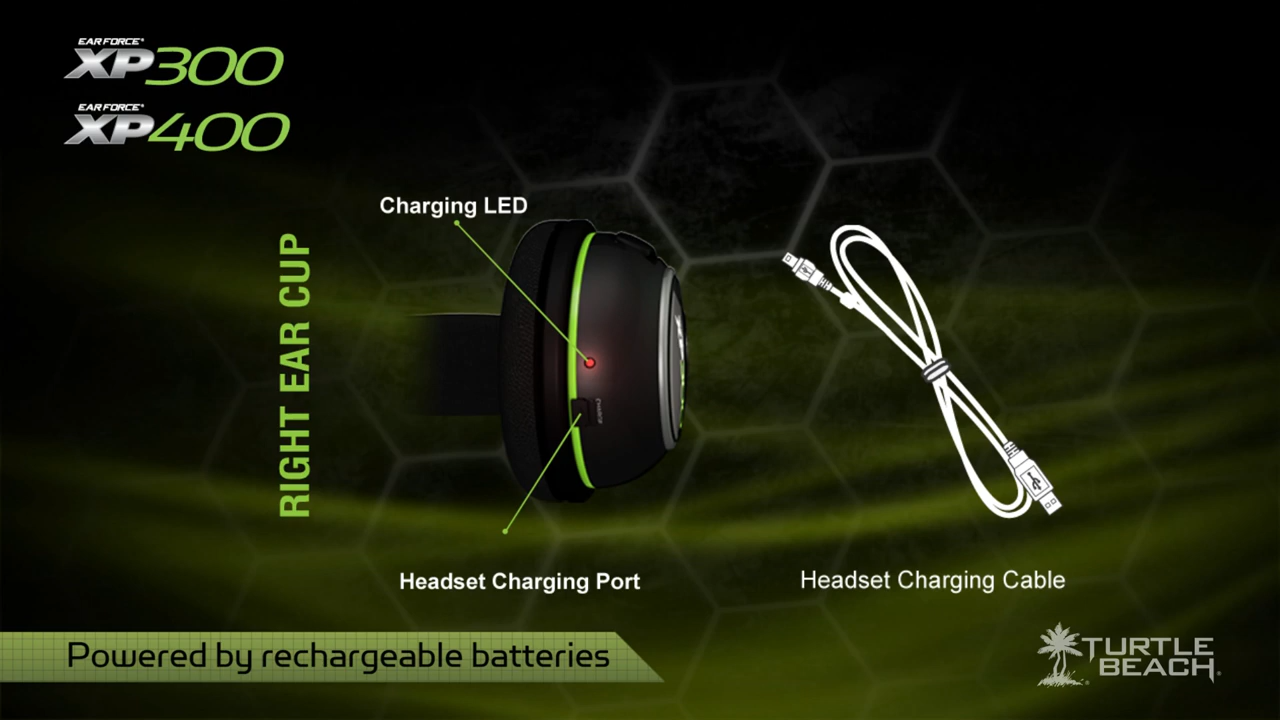 EAR FORCE®
XP300
EAR FORCE®
XP400
Charging LED
RIGHT EAR CUP
Headset Charging Port
Headset Charging Cable
Powered by rechargeable batteries
TURTLE
BEACH®